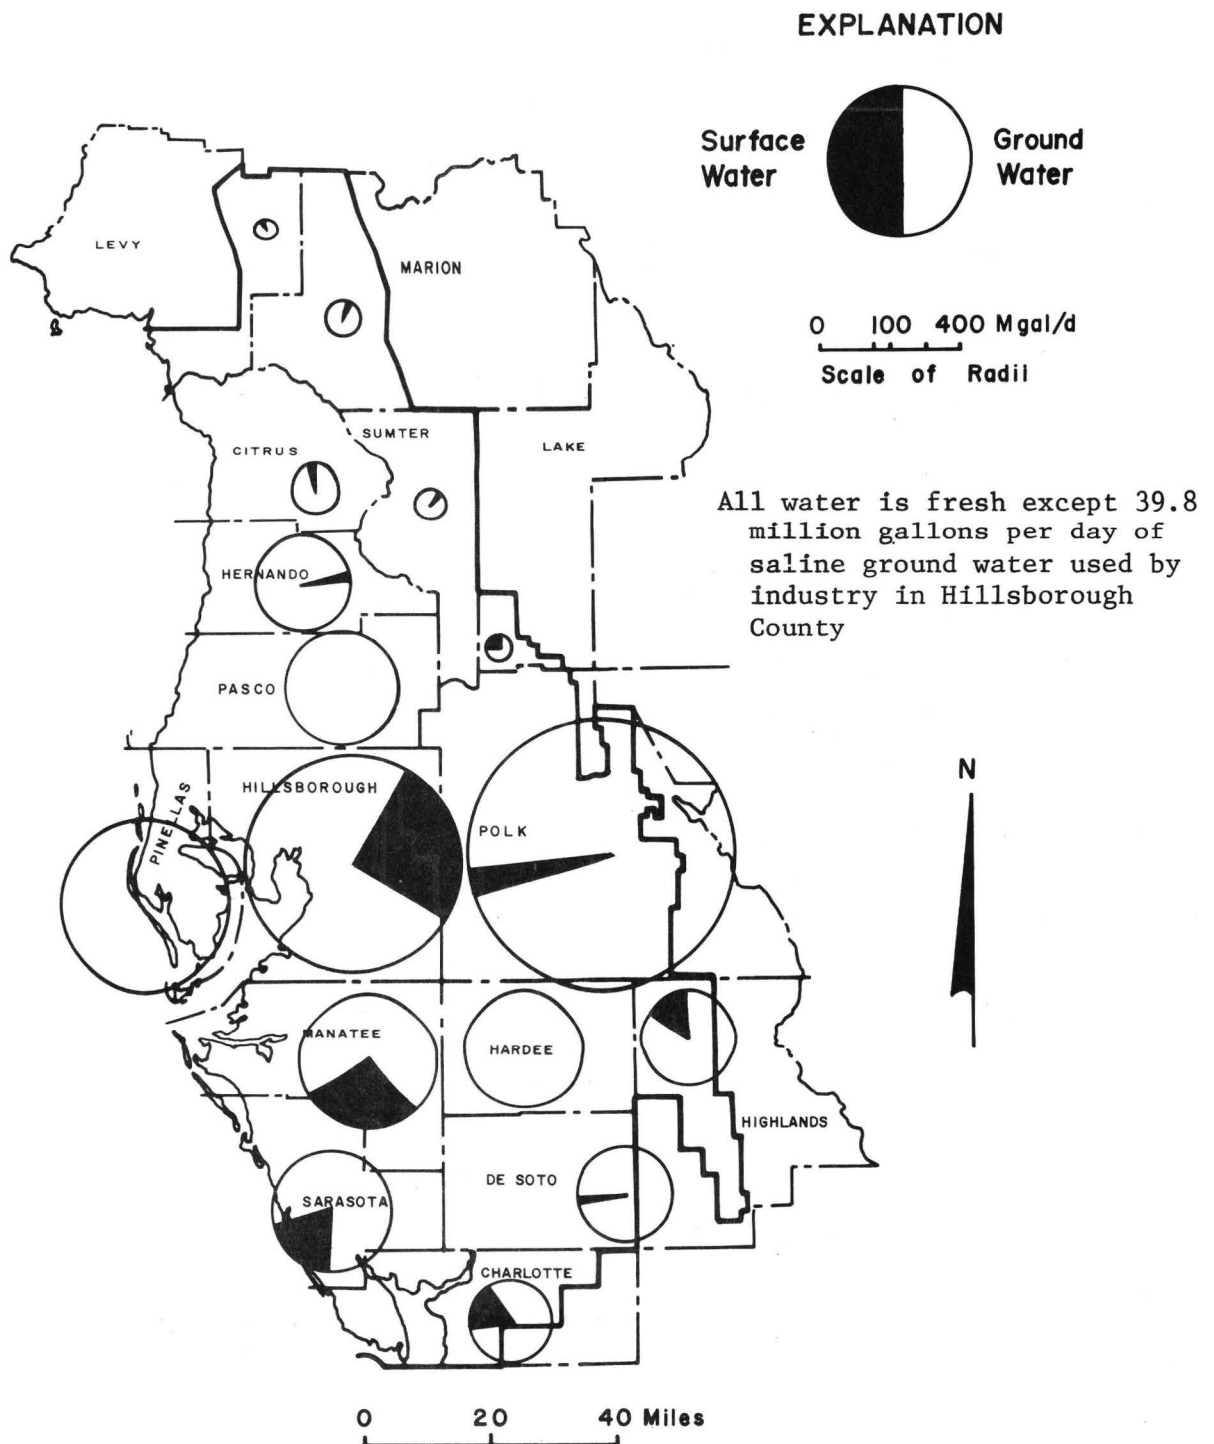 EXPLANATION
Surface Water
Ground Water
0 100 400 Mgal/d
Scale of Radii
All water is fresh except 39.8
million gallons per day of
saline ground water used by
industry in Hillsborough
County
LEVY
MARION
SUMTER
CITRUS
LAKE
HERNANDO
PASCO
HILLSBOROUGH
PINELLAS
POLK
N
MANATEE
HARDEE
HIGHLANDS
DE SOTO
SARASOTA
CHARLOTTE
0 20 40 Miles